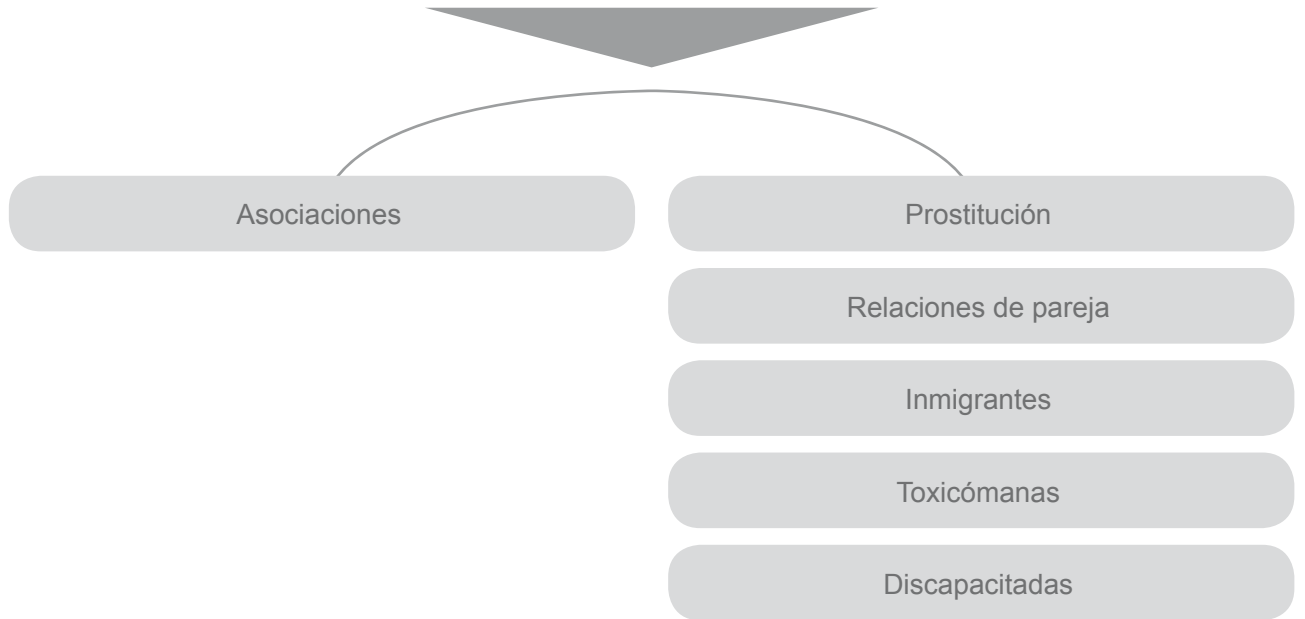 Asociaciones
Prostitución
Relaciones de pareja
Inmigrantes
Toxicómanas
Discapacitadas